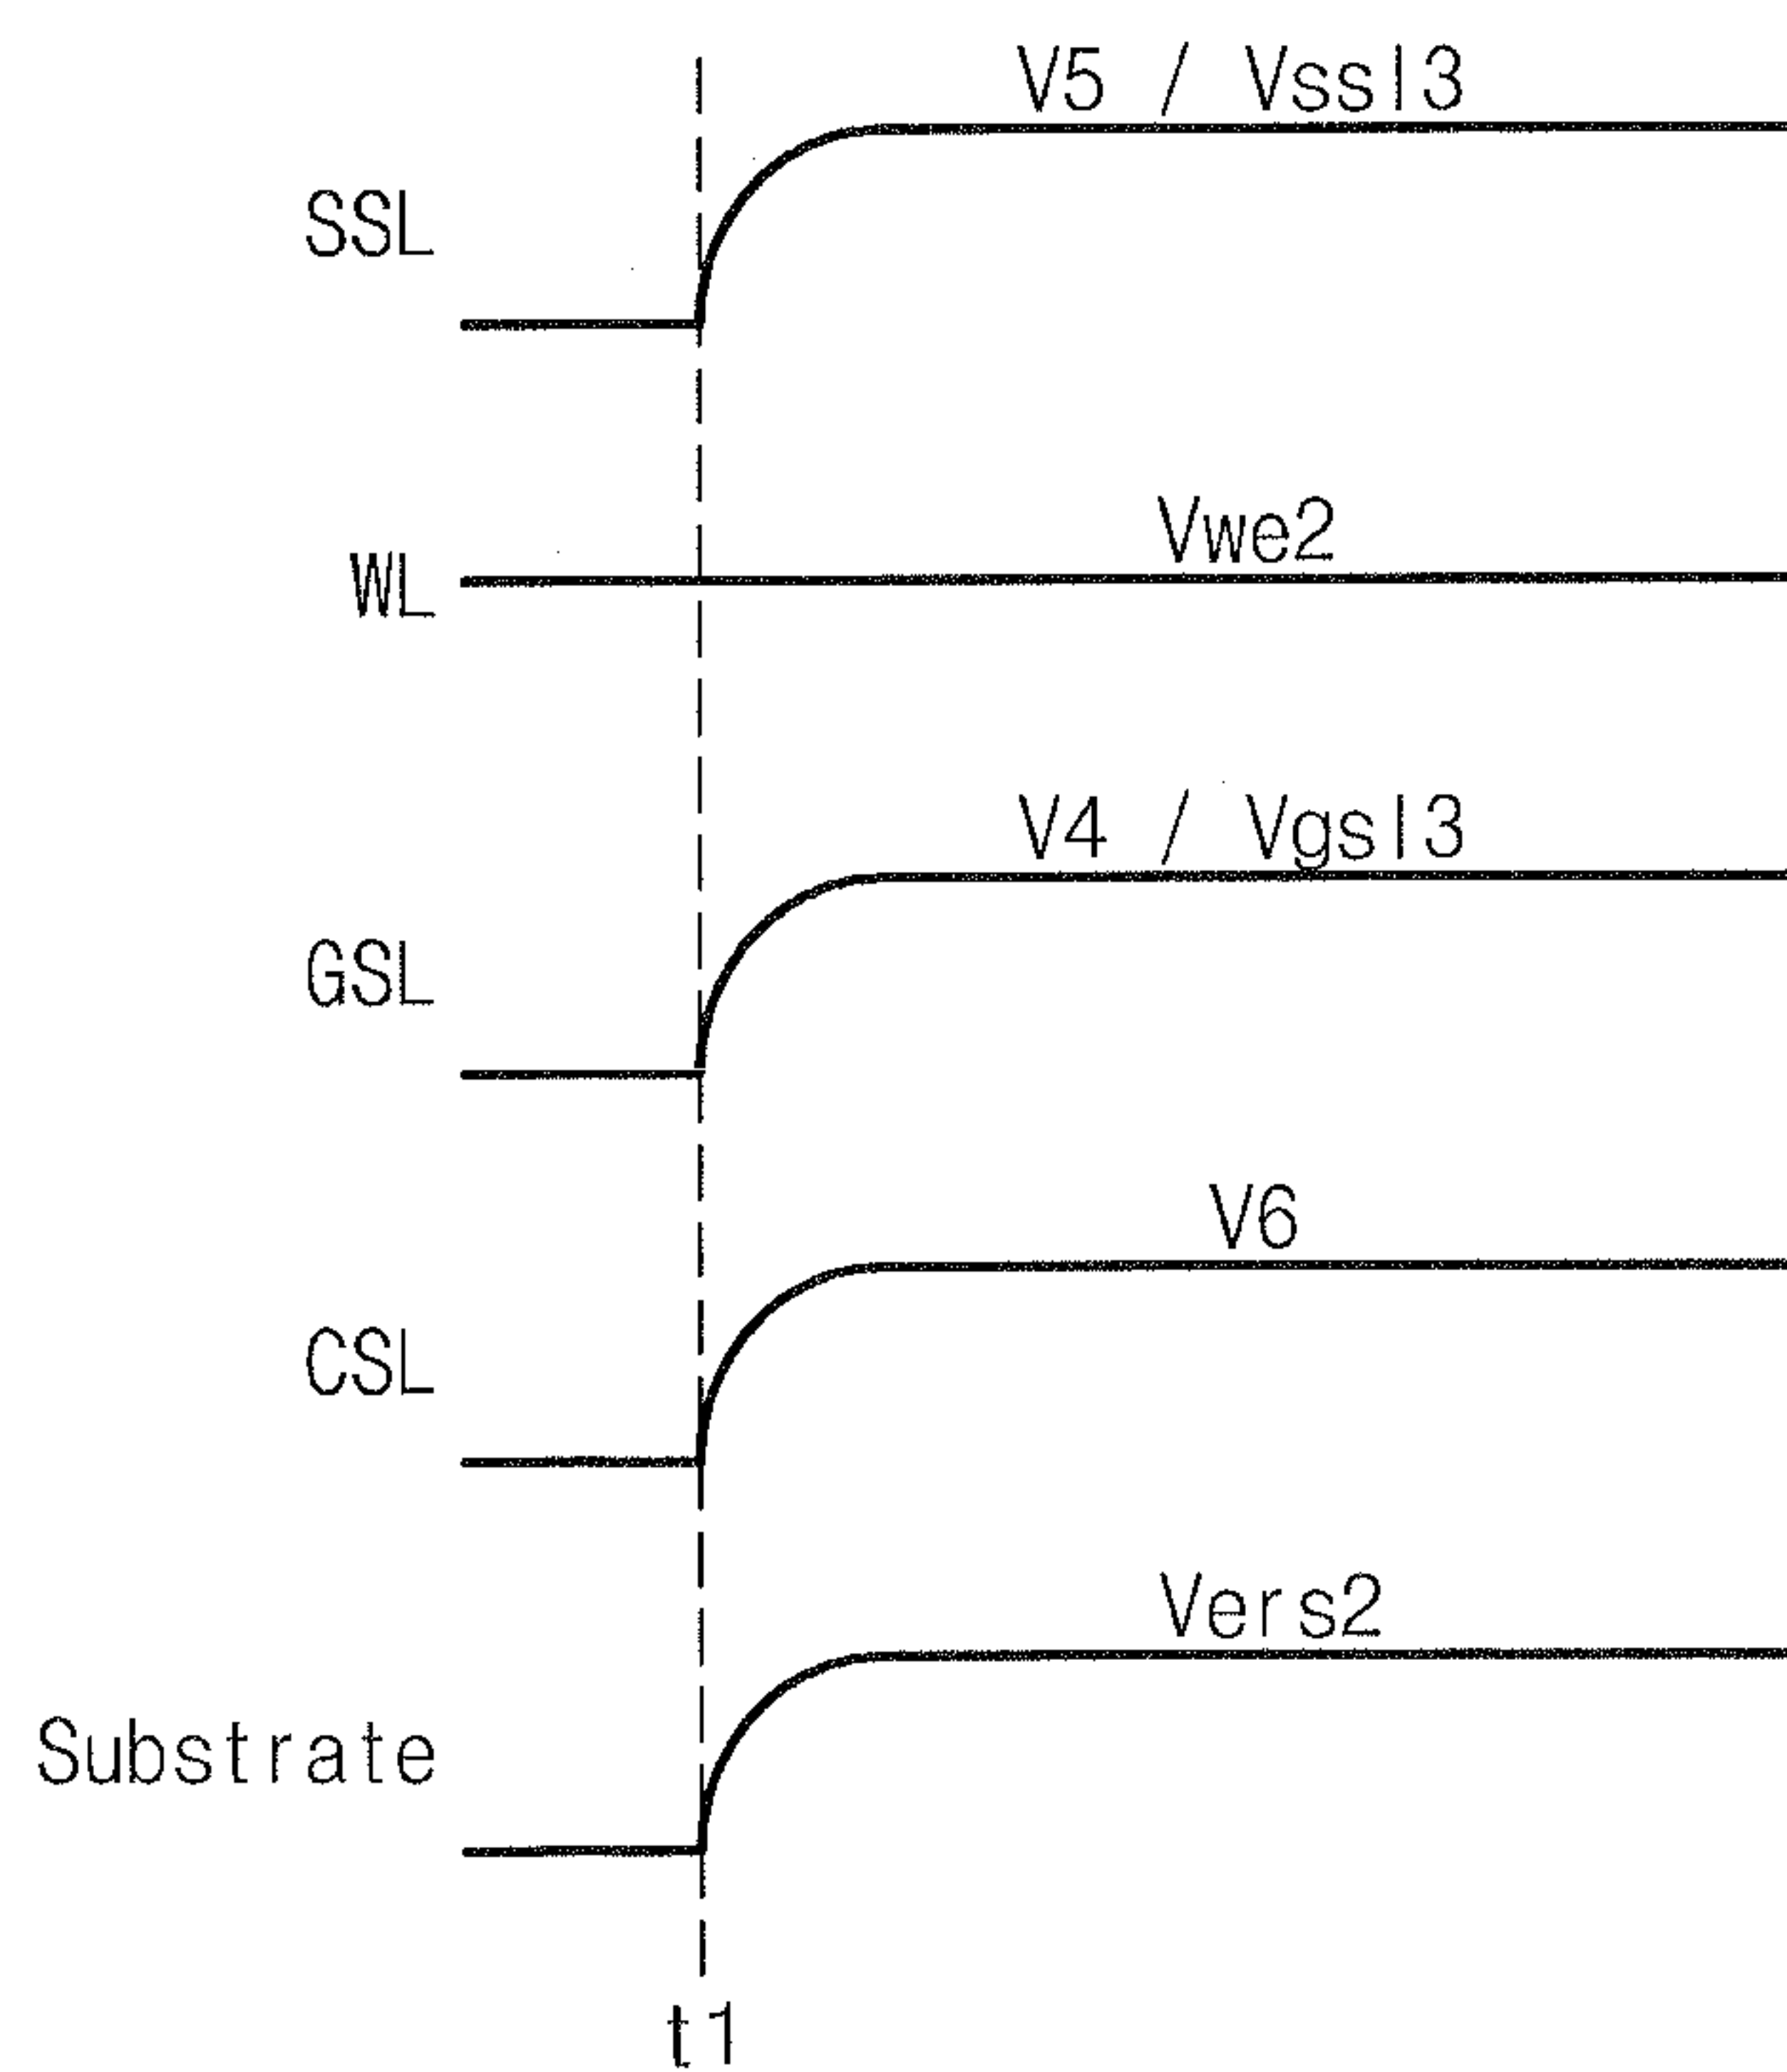 V5 / Vssl3
SSL
Vwe2
WL
V4 / Vgsl3
GSL
V6
CSL
Vers2
Substrate
t1